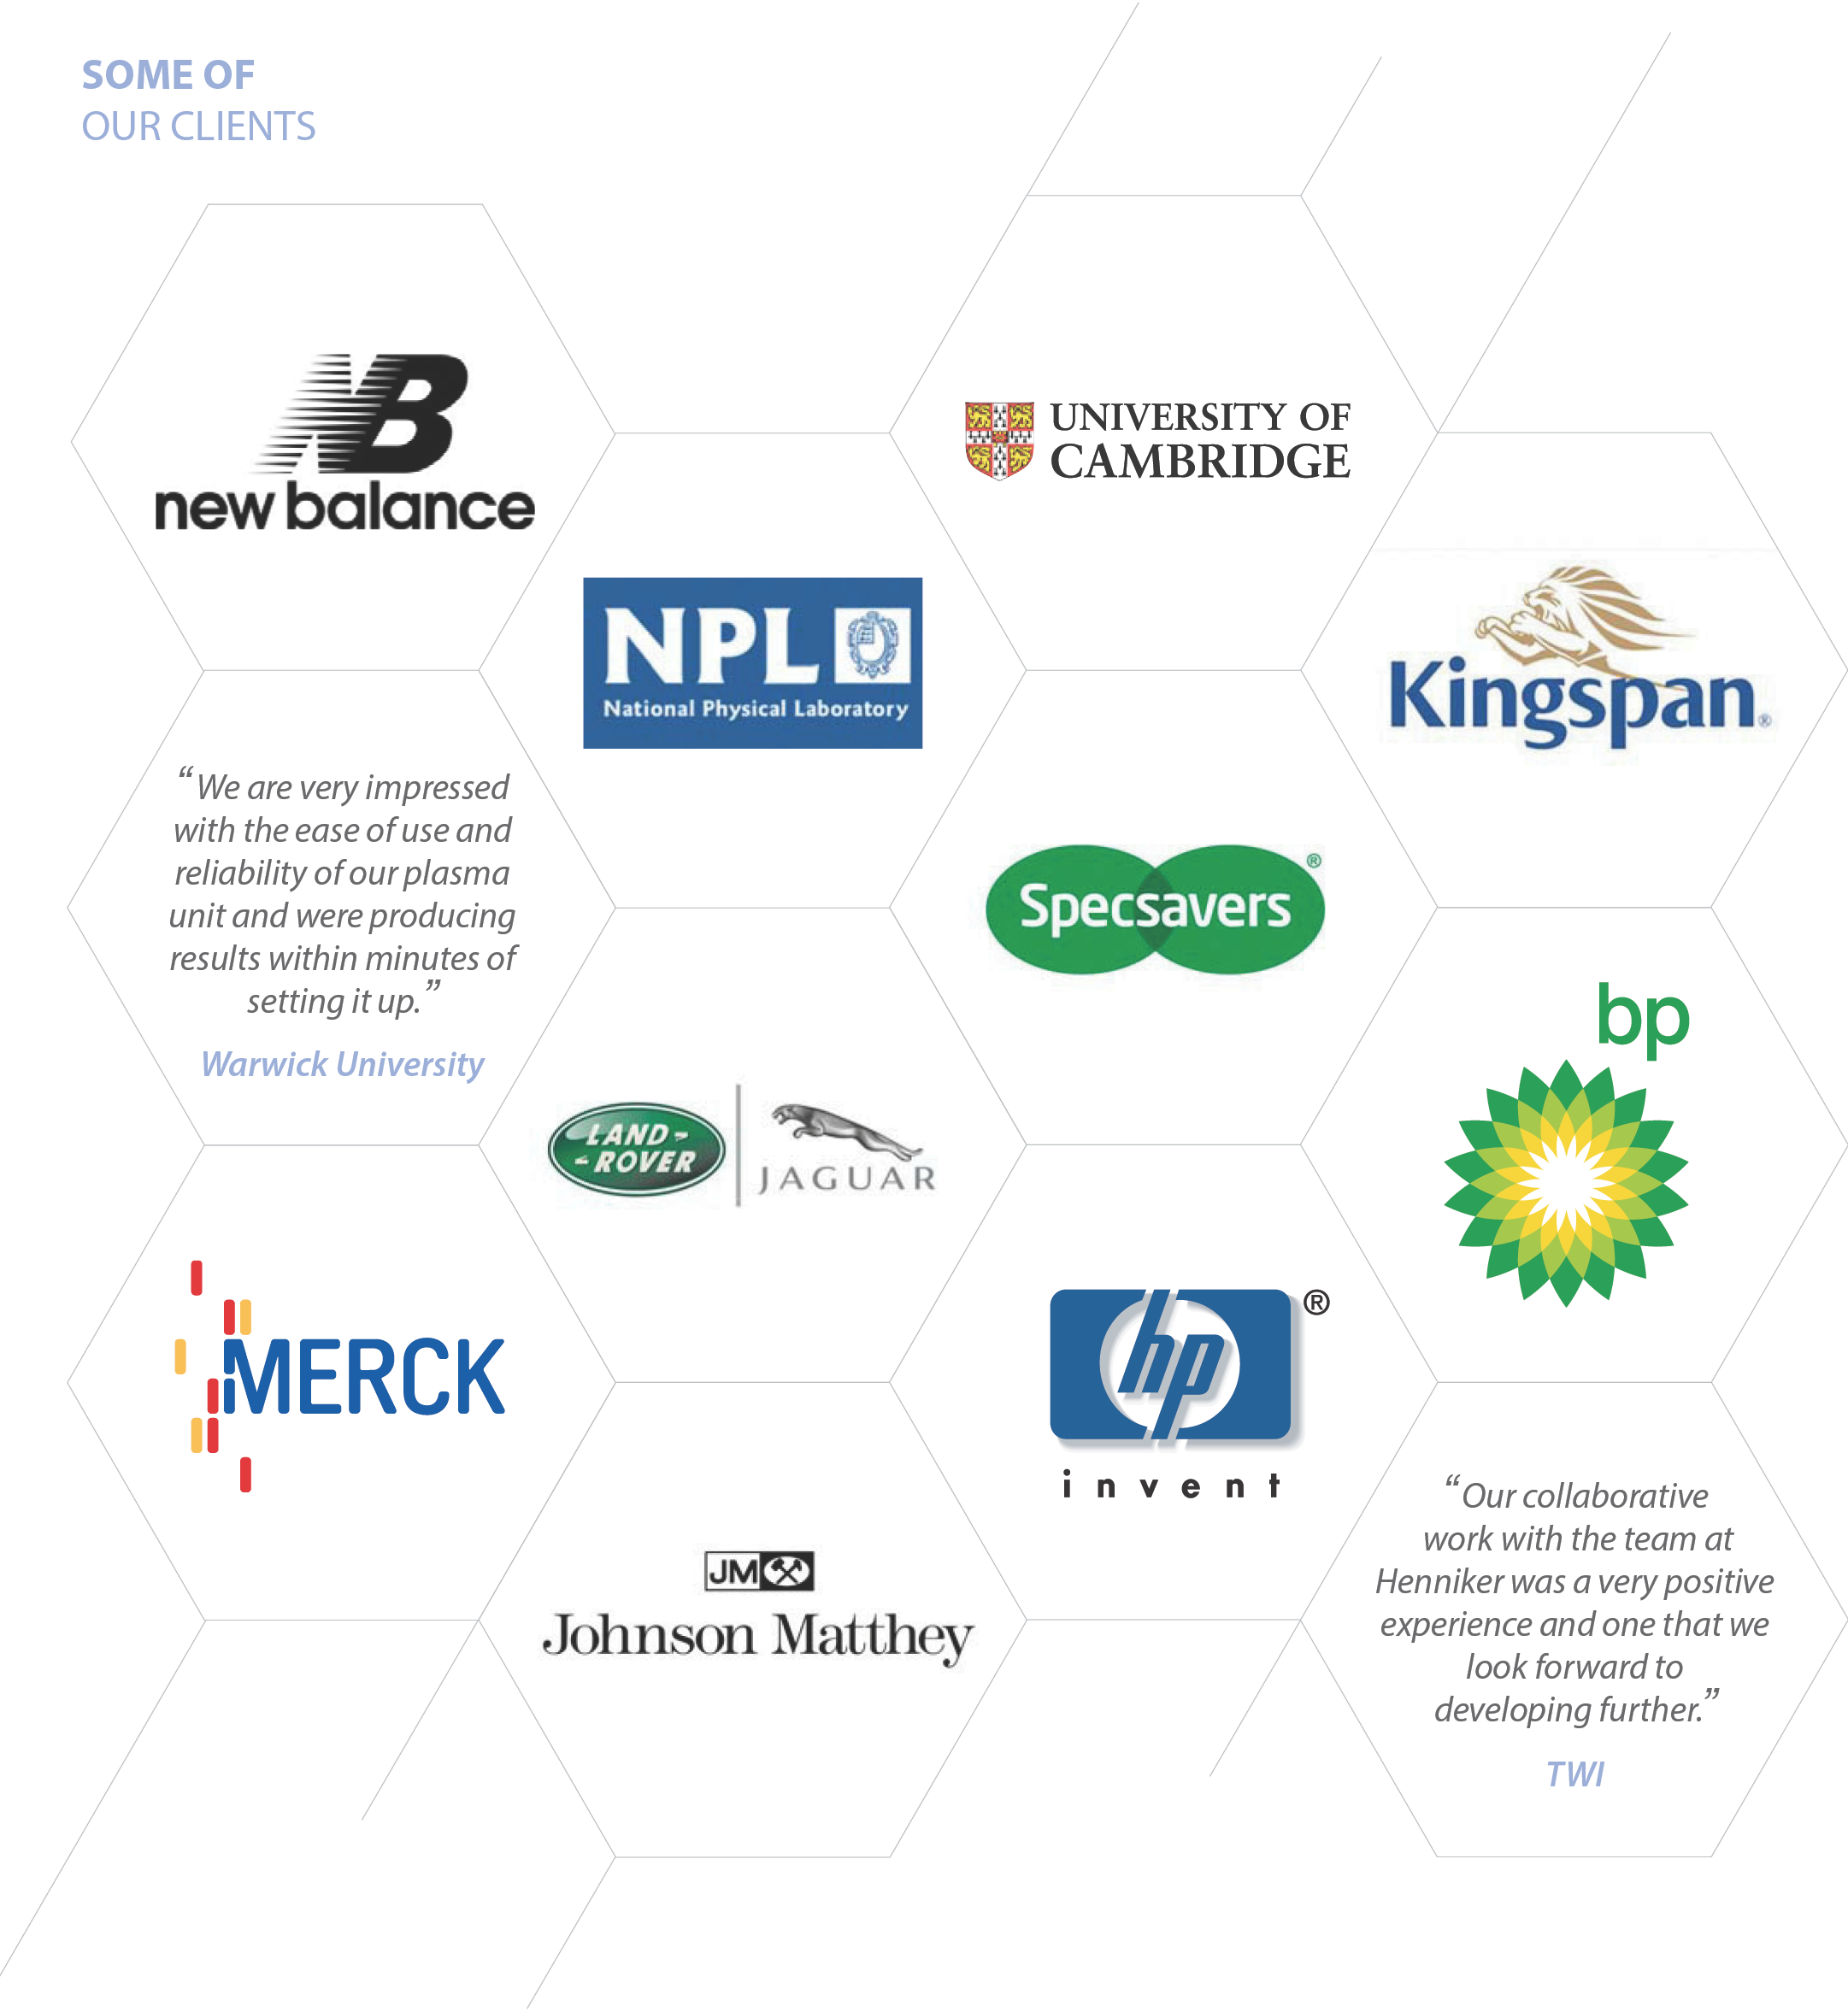 SOME OF
OUR CLIENTS
new balance
UNIVERSITY OF
CAMBRIDGE
NPL
National Physical Laboratory
Kingspan®
“We are very impressed
with the ease of use and
reliability of our plasma
unit and were producing
results within minutes of
setting it up.”
Warwick University
Specsavers®
bp
LAND-
-ROVER
JAGUAR
MERCK
hp®
invent
JM
Johnson Matthey
“Our collaborative
work with the team at
Henniker was a very positive
experience and one that we
look forward to
developing further.”
TWI